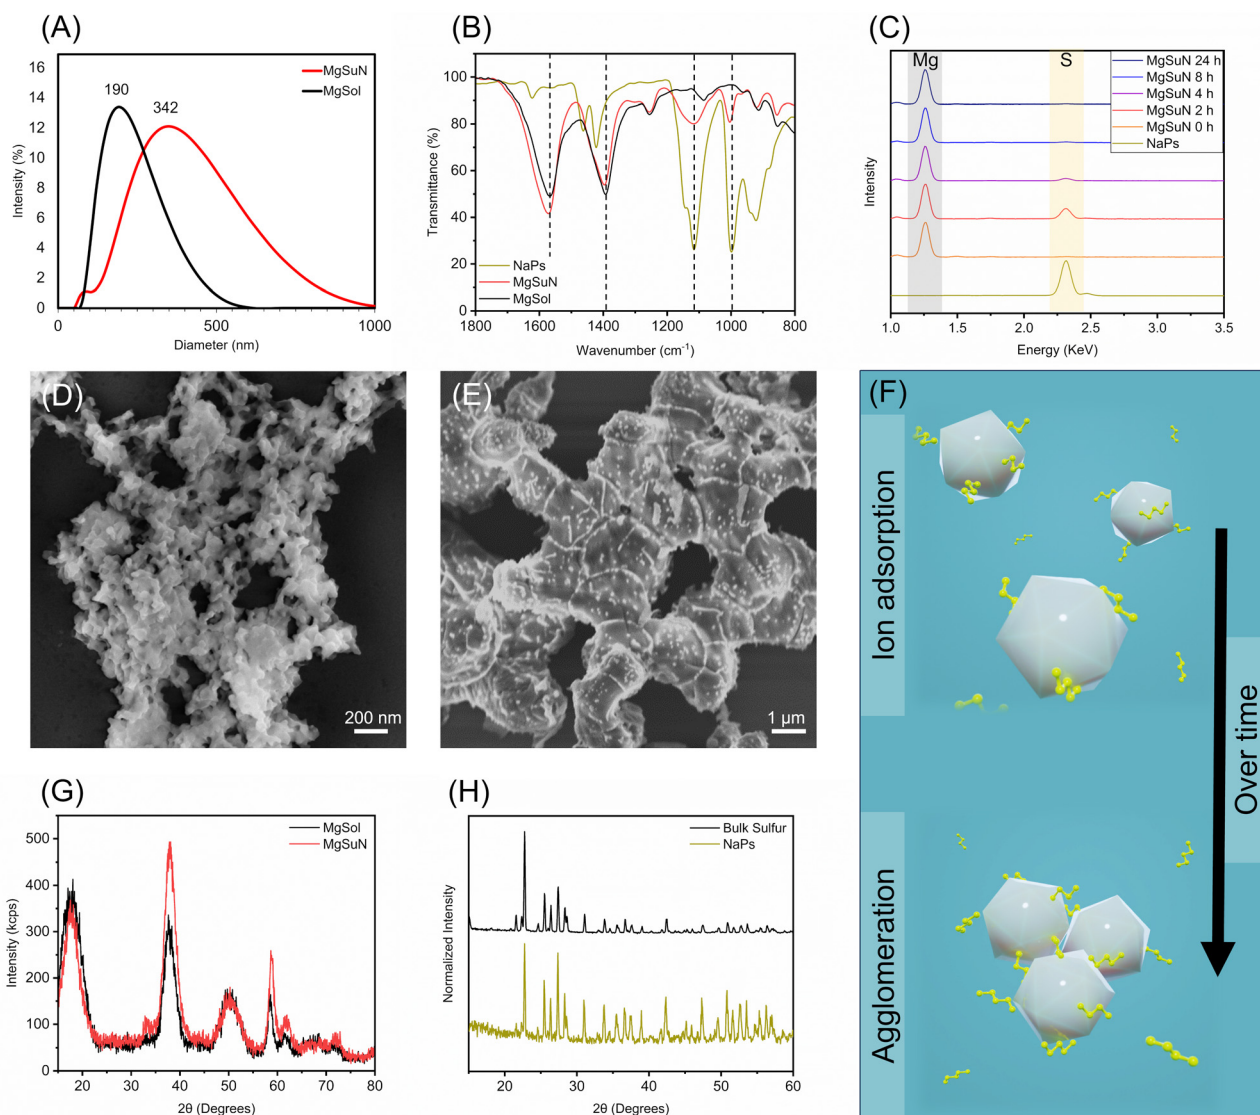 (A)
16
14
12
10
8
6
4
2
0
Intensity (%)
190
342
MgSuN
MgSol
0
500
1000
Diameter (nm)
(B)
100
80
60
40
20
0
Transmittance (%)
NaPs
MgSuN
MgSol
1800
1600
1400
1200
1000
800
Wavenumber (cm-1)
(C)
Intensity
Mg
S
MgSuN 24 h
MgSuN 8 h
MgSuN 4 h
MgSuN 2 h
MgSuN 0 h
NaPs
1.0
1.5
2.0
2.5
3.0
3.5
Energy (KeV)
(D)
200 nm
(E)
1 µm
(F)
Ion adsorption
Over time
Agglomeration
(G)
500
400
300
200
100
0
Intensity (kcps)
MgSol
MgSuN
20
30
40
50
60
70
80
2θ (Degrees)
(H)
Normalized Intensity
Bulk Sulfur
NaPs
20
30
40
50
60
2θ (Degrees)